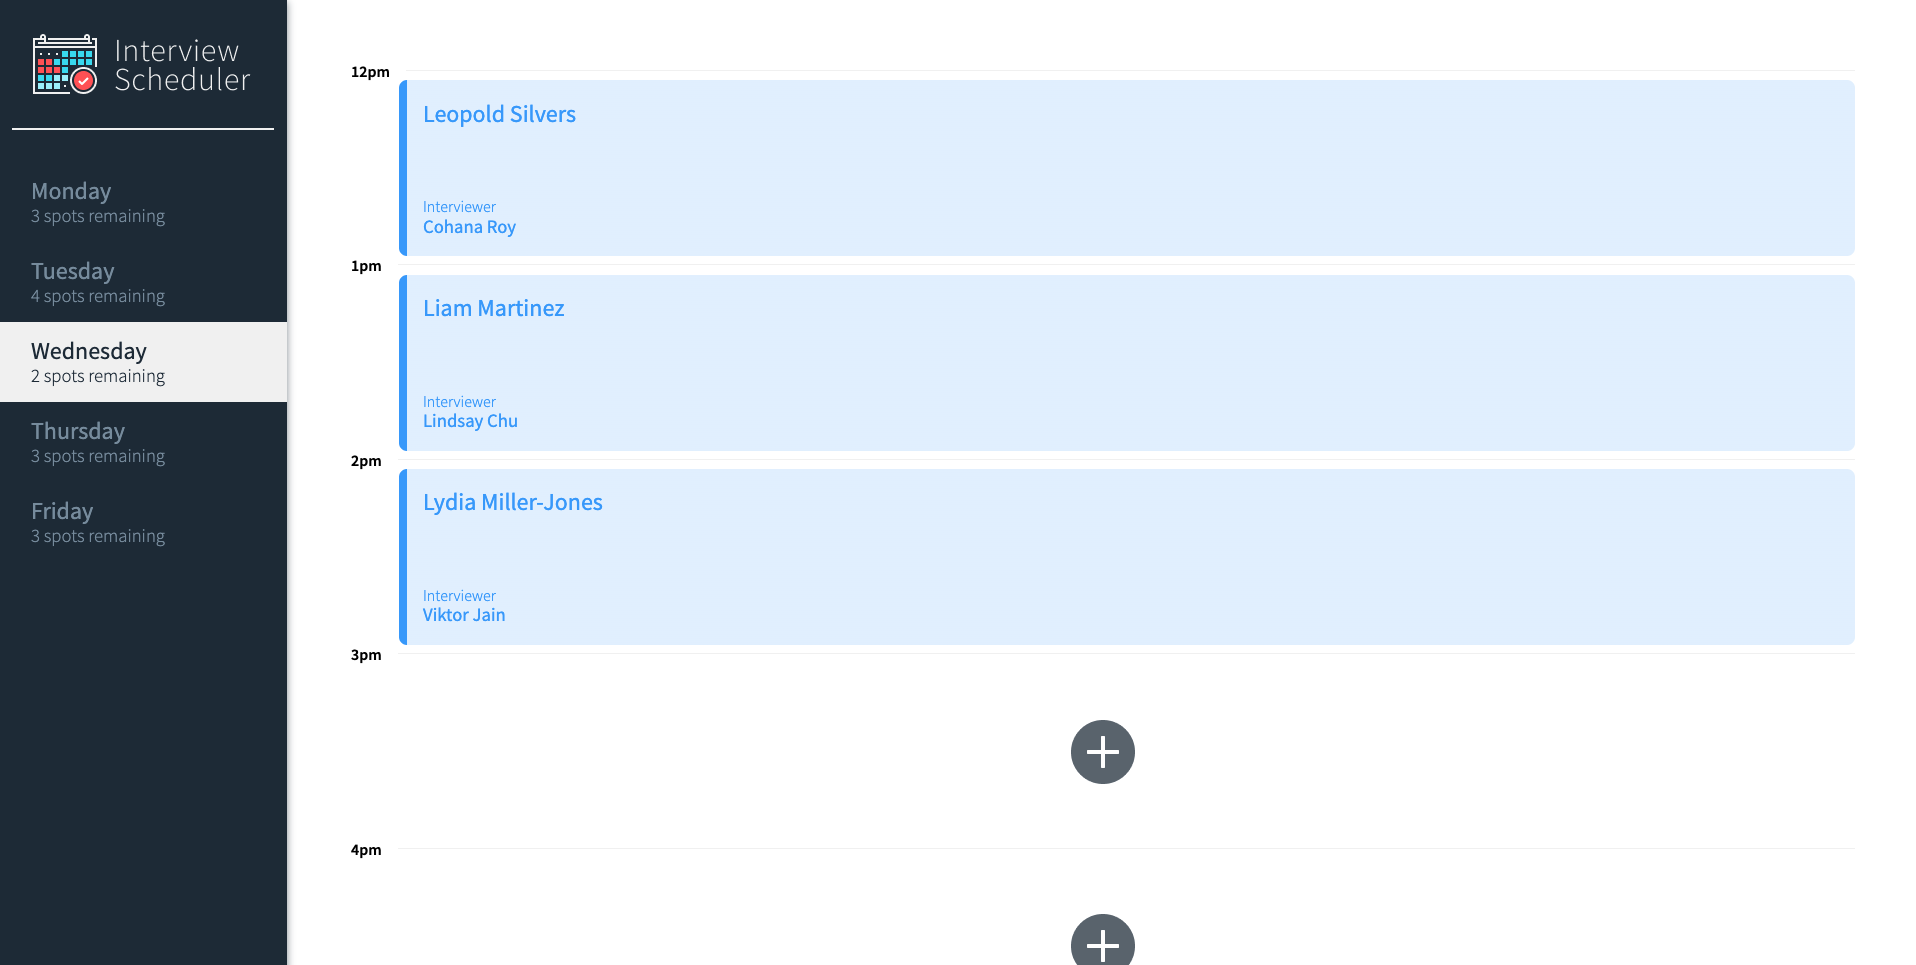 Interview
Scheduler
Monday
3 spots remaining
Tuesday
4 spots remaining
Wednesday
2 spots remaining
Thursday
3 spots remaining
Friday
3 spots remaining
12pm
Leopold Silvers
Interviewer
Cohana Roy
1pm
Liam Martinez
Interviewer
Lindsay Chu
2pm
Lydia Miller-Jones
Interviewer
Viktor Jain
3pm
4pm